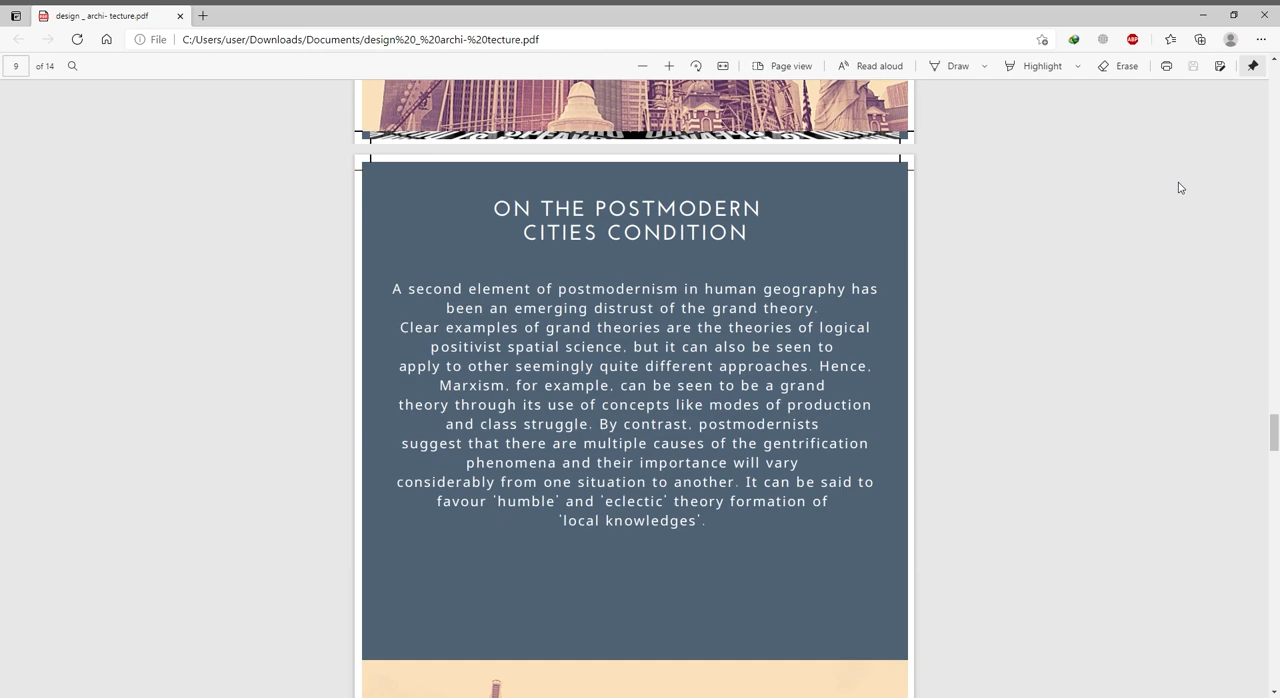 design _ archi- tecture.pdf
File
C:/Users/user/Downloads/Documents/design%20_%20archi-%20tecture.pdf
ABP
9 of 14
Page view
Read aloud
Draw
Highlight
Erase
ON THE POSTMODERN
CITIES CONDITION
A second element of postmodernism in human geography has
been an emerging distrust of the grand theory.
Clear examples of grand theories are the theories of logical
positivist spatial science, but it can also be seen to
apply to other seemingly quite different approaches. Hence,
Marxism, for example, can be seen to be a grand
theory through its use of concepts like modes of production
and class struggle. By contrast, postmodernists
suggest that there are multiple causes of the gentrification
phenomena and their importance will vary
considerably from one situation to another. It can be said to
favour 'humble' and 'eclectic' theory formation of
'local knowledges'.